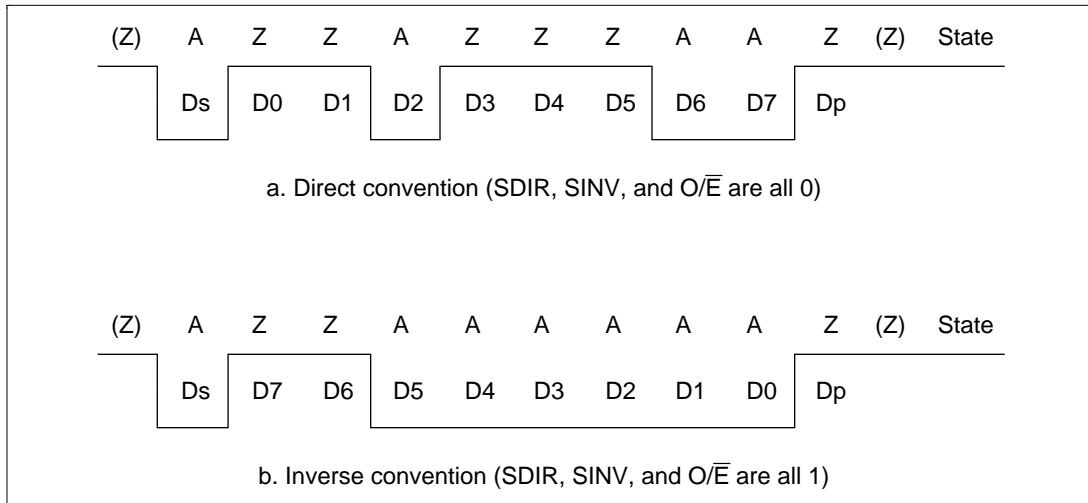 (Z) A Z Z A Z Z Z A A Z (Z) State
Ds D0 D1 D2 D3 D4 D5 D6 D7 Dp
a. Direct convention (SDIR, SINV, and O/E̅ are all 0)
(Z) A Z Z A A A A A A Z (Z) State
Ds D7 D6 D5 D4 D3 D2 D1 D0 Dp
b. Inverse convention (SDIR, SINV, and O/E̅ are all 1)